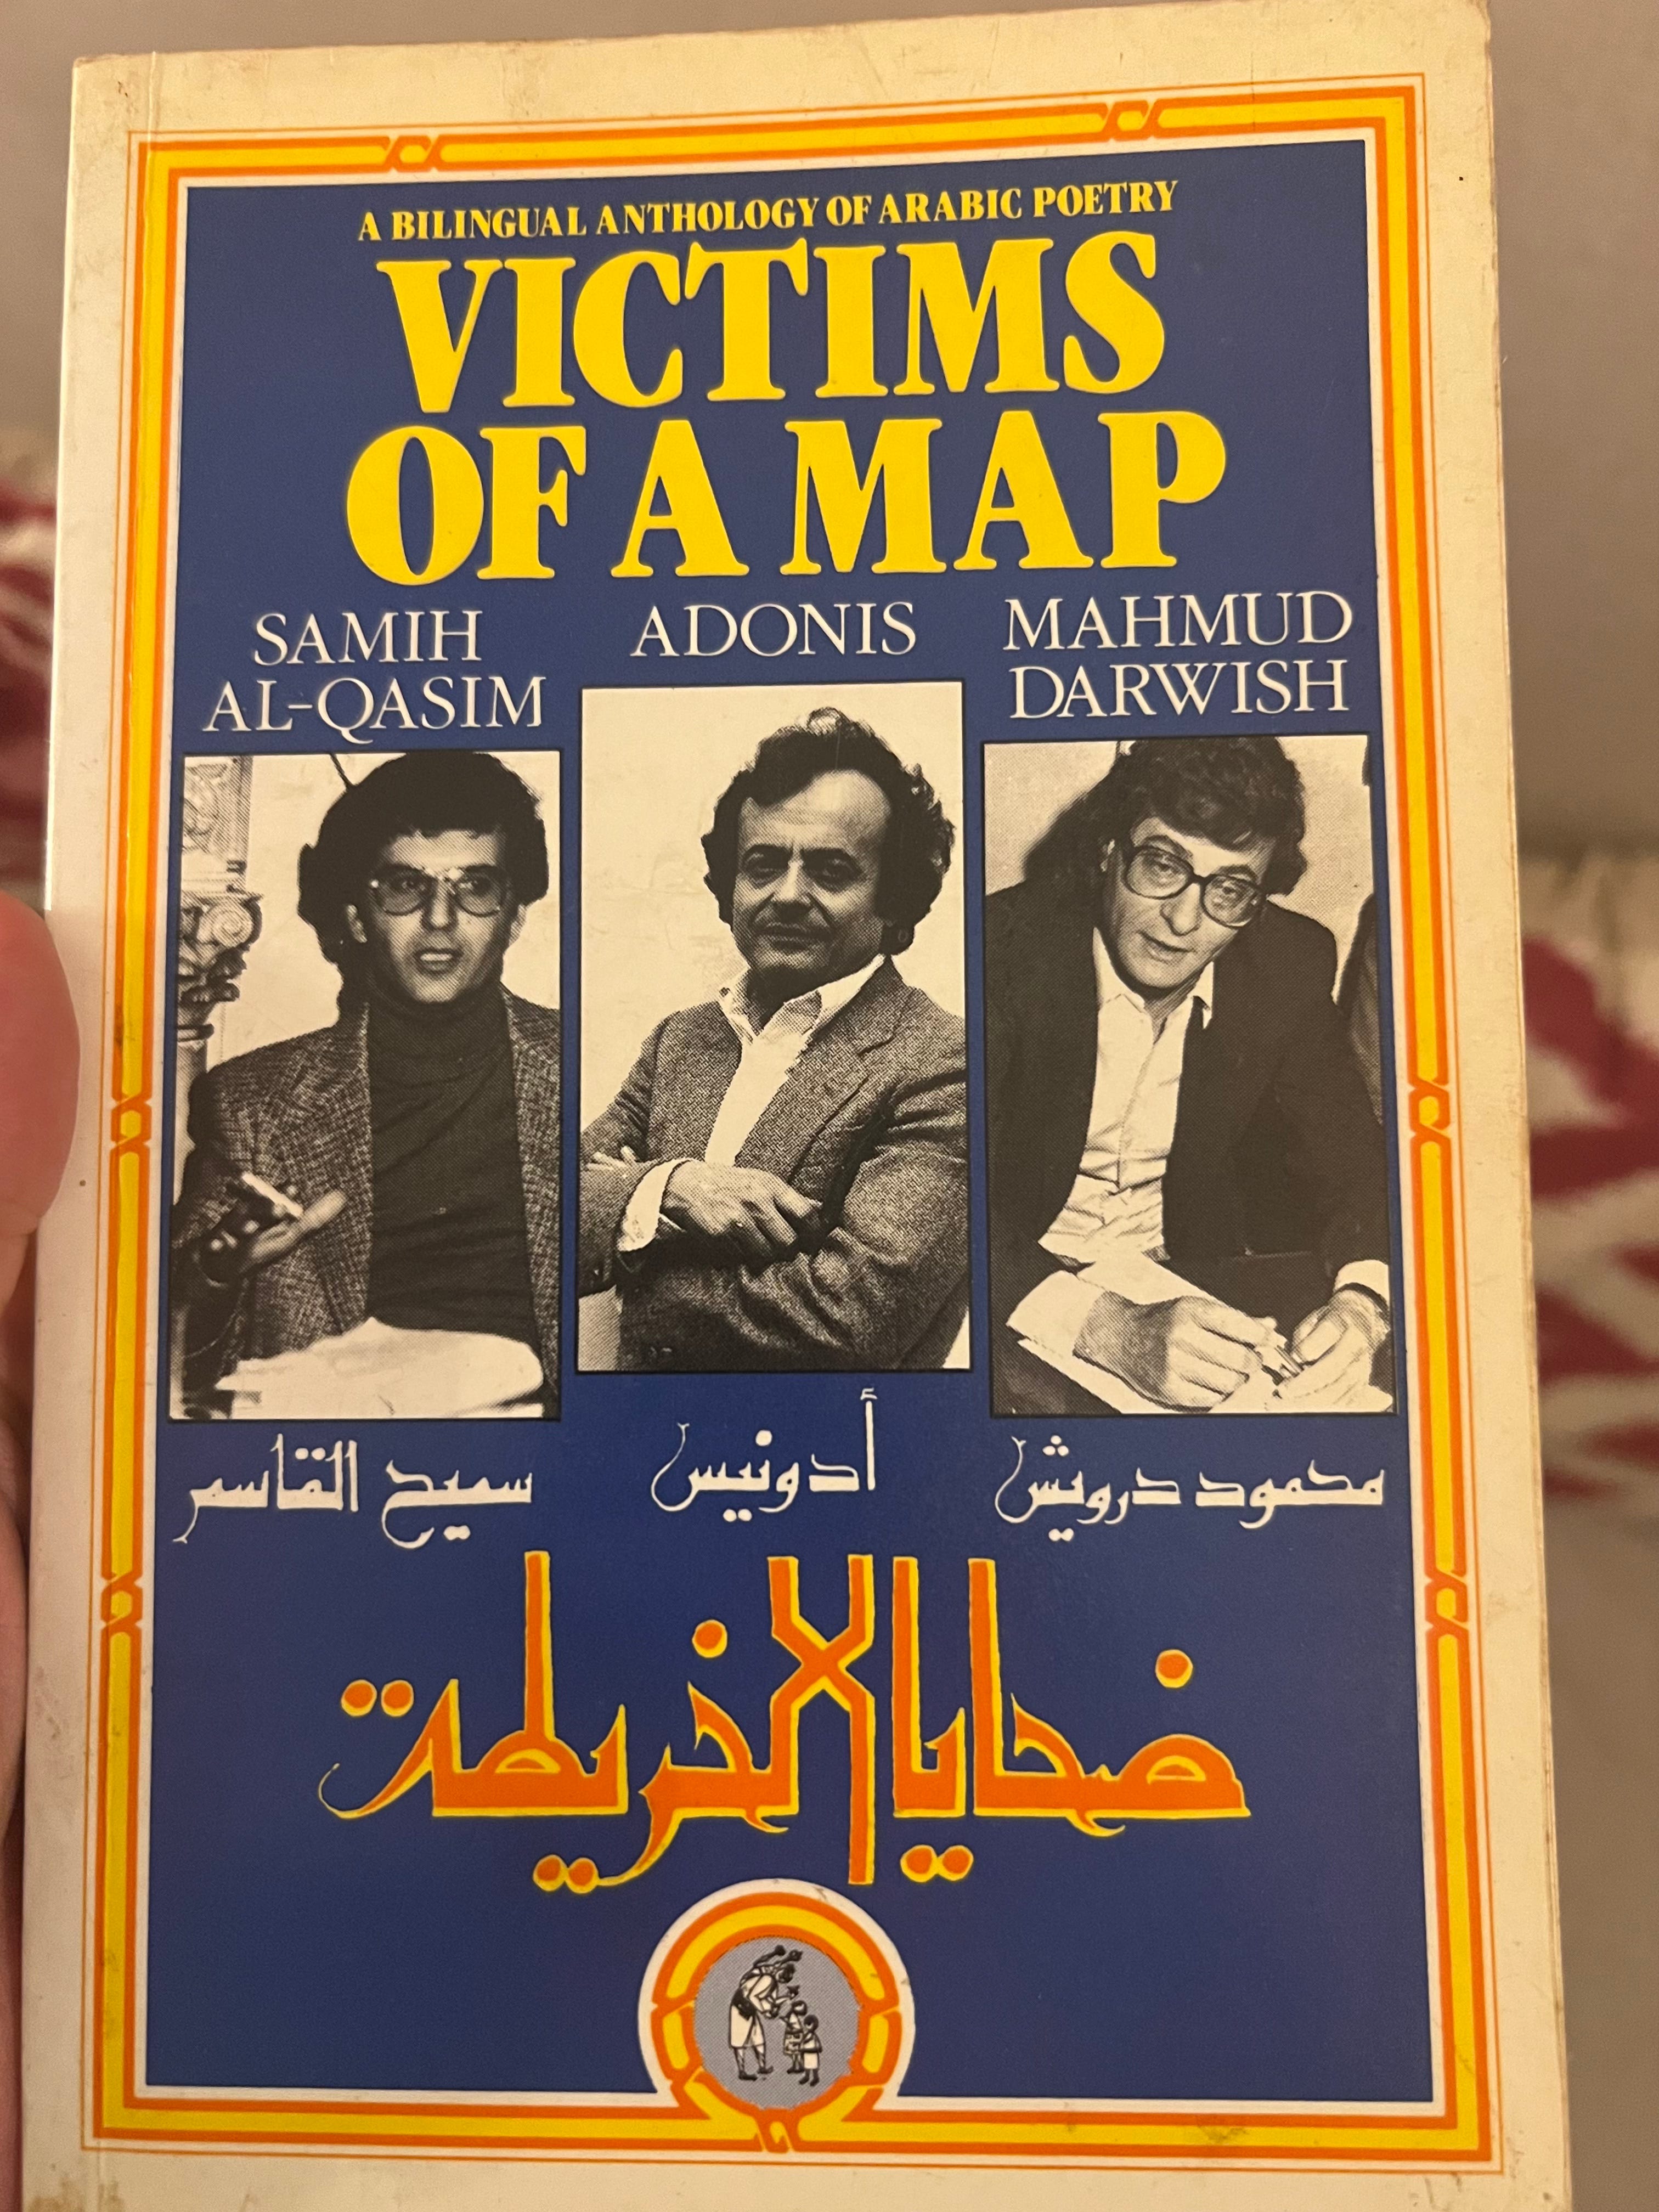 A BILINGUAL ANTHOLOGY OF ARABIC POETRY
VICTIMS
OF A MAP
SAMIH
AL-QASIM
ADONIS
MAHMUD
DARWISH
سميح القاسم
أدونيس
محمود درويش
ضحايا الخريطة